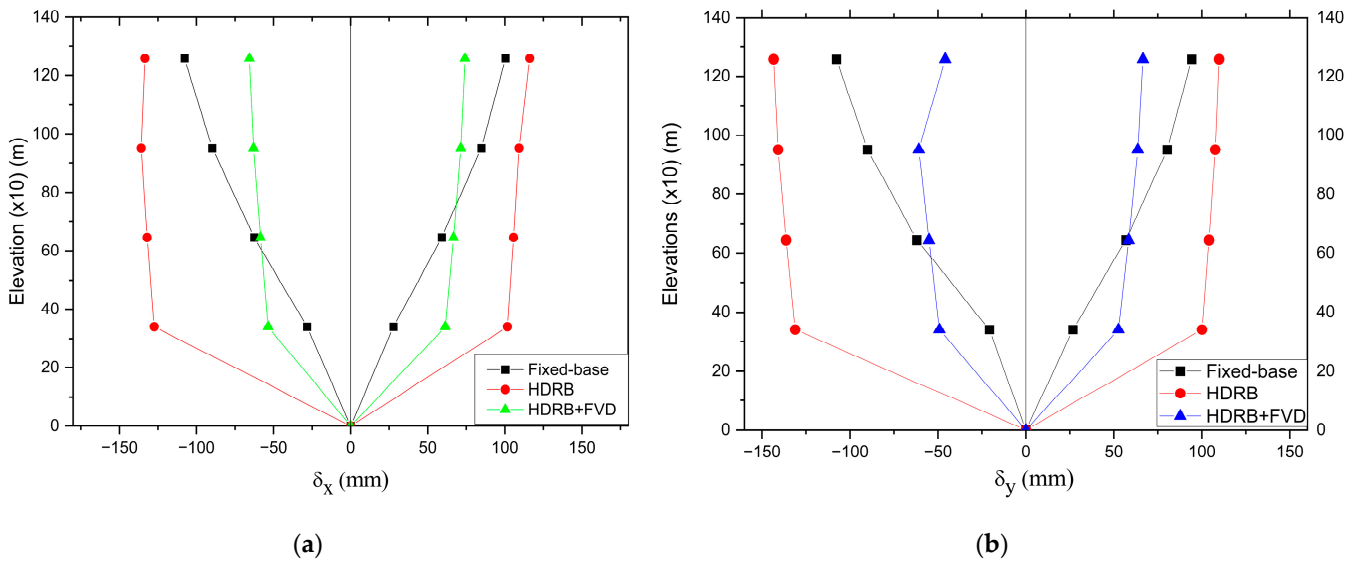 140
120
100
80
60
40
20
0
Elevation (x10) (m)
−150 −100 −50 0 50 100 150
δx (mm)
Fixed-base
HDRB
HDRB+FVD
(a)
140
120
100
80
60
40
20
0
Elevations (x10) (m)
140
120
100
80
60
40
20
0
−150 −100 −50 0 50 100 150
δy (mm)
Fixed-base
HDRB
HDRB+FVD
(b)